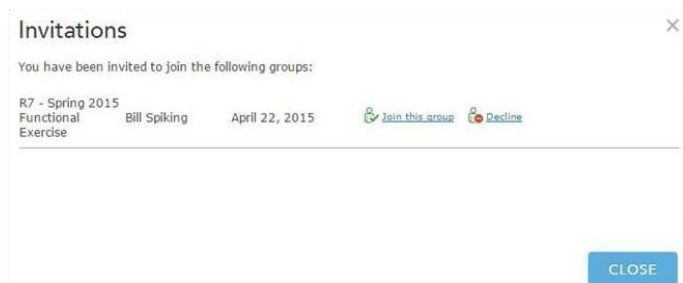 Invitations
You have been invited to join the following groups:
R7 - Spring 2015
Functional Bill Spiking April 22, 2015 Join this group Decline
Exercise
CLOSE